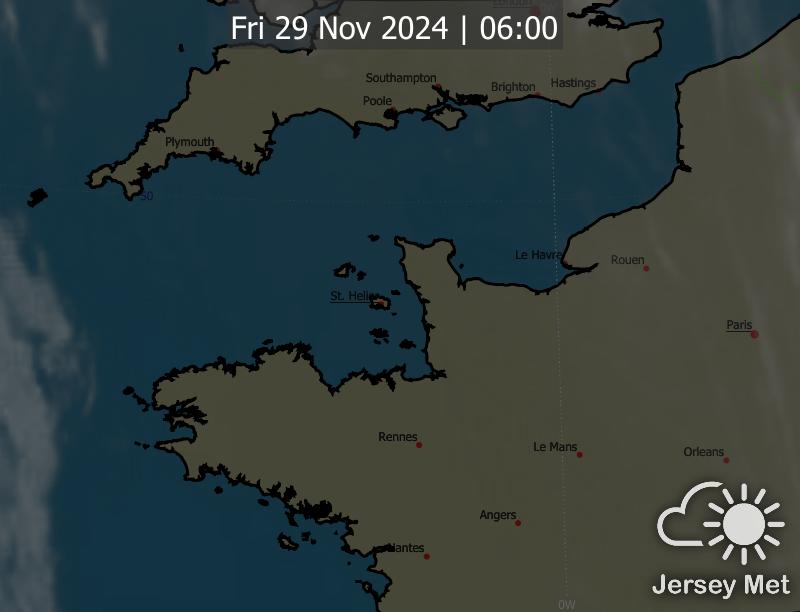 London
Fri 29 Nov 2024 | 06:00
Southampton
Brighton
Hastings
Poole
Plymouth
50
Le Havre
Rouen
St. Helier
Paris
Rennes
Le Mans
Orleans
Angers
Nantes
Jersey Met
0W